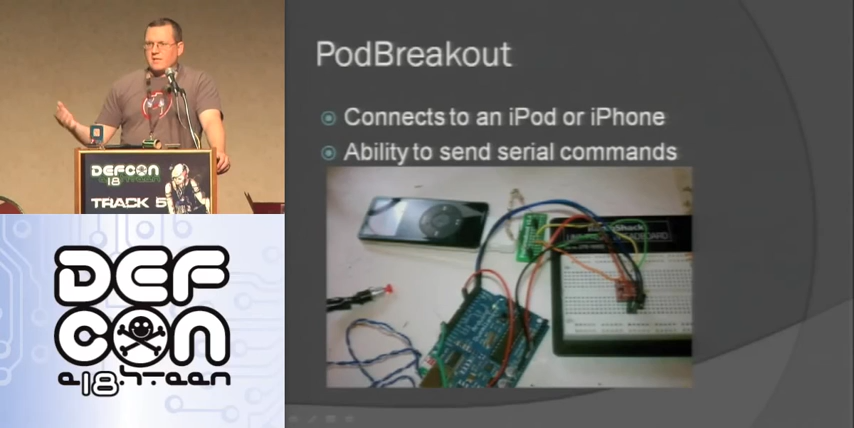 DEFCON
18
TRACK 5
DEF
CON
PodBreakout
Connects to an iPod or iPhone
Ability to send serial commands
RadioShack